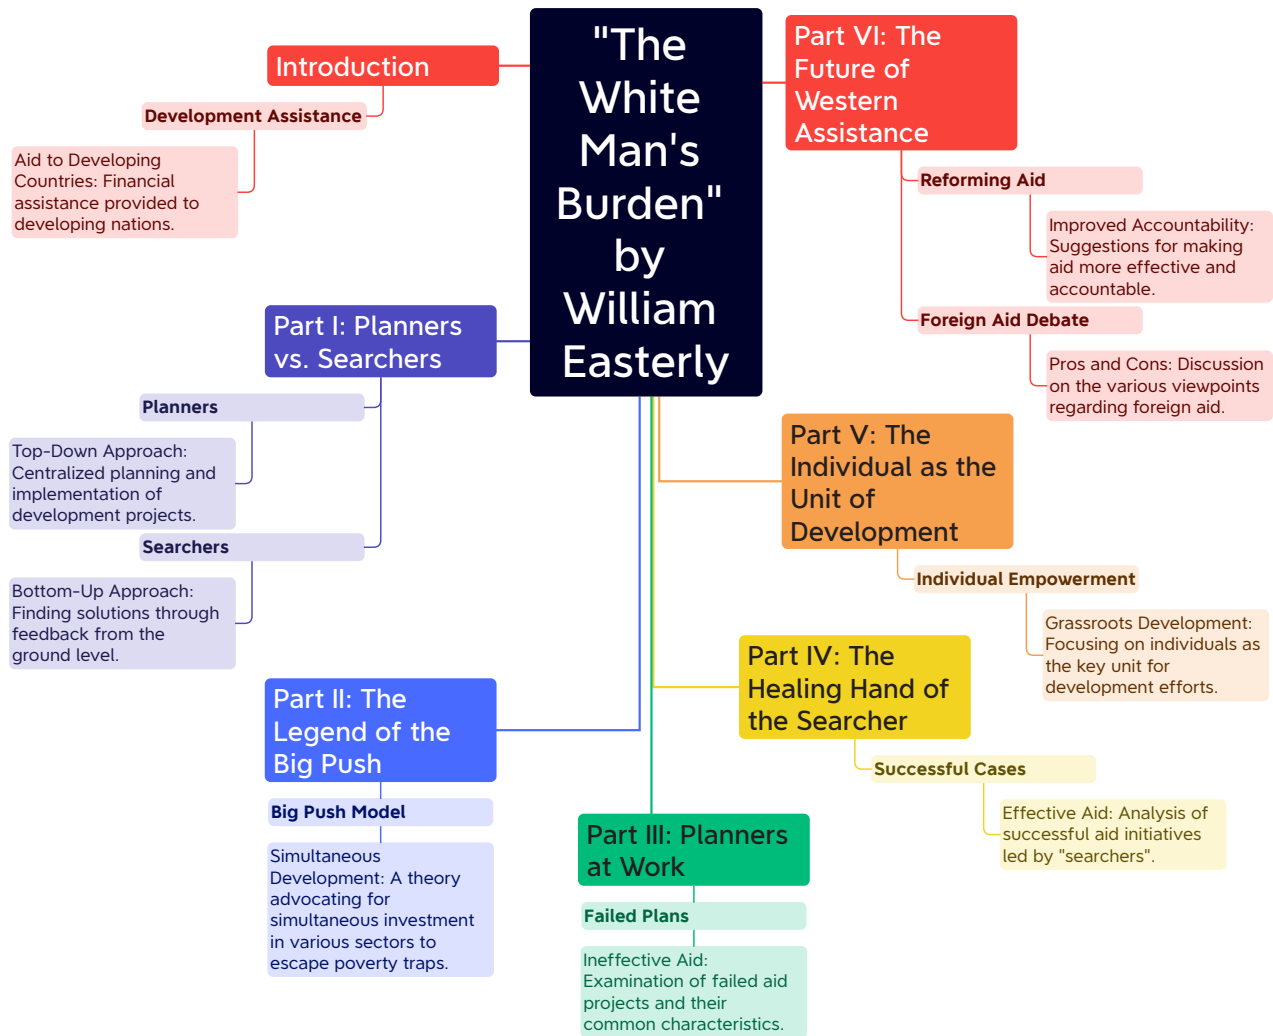 "The
White
Man's
Burden"
by
William
Easterly
Introduction
Development Assistance
Aid to Developing
Countries: Financial
assistance provided to
developing nations.
Part I: Planners
vs. Searchers
Planners
Top-Down Approach:
Centralized planning and
implementation of
development projects.
Searchers
Bottom-Up Approach:
Finding solutions through
feedback from the
ground level.
Part II: The
Legend of the
Big Push
Big Push Model
Simultaneous
Development: A theory
advocating for
simultaneous investment
in various sectors to
escape poverty traps.
Part III: Planners
at Work
Failed Plans
Ineffective Aid:
Examination of failed aid
projects and their
common characteristics.
Part IV: The
Healing Hand of
the Searcher
Successful Cases
Effective Aid: Analysis of
successful aid initiatives
led by "searchers".
Part V: The
Individual as the
Unit of
Development
Individual Empowerment
Grassroots Development:
Focusing on individuals as
the key unit for
development efforts.
Part VI: The
Future of
Western
Assistance
Reforming Aid
Improved Accountability:
Suggestions for making
aid more effective and
accountable.
Foreign Aid Debate
Pros and Cons: Discussion
on the various viewpoints
regarding foreign aid.